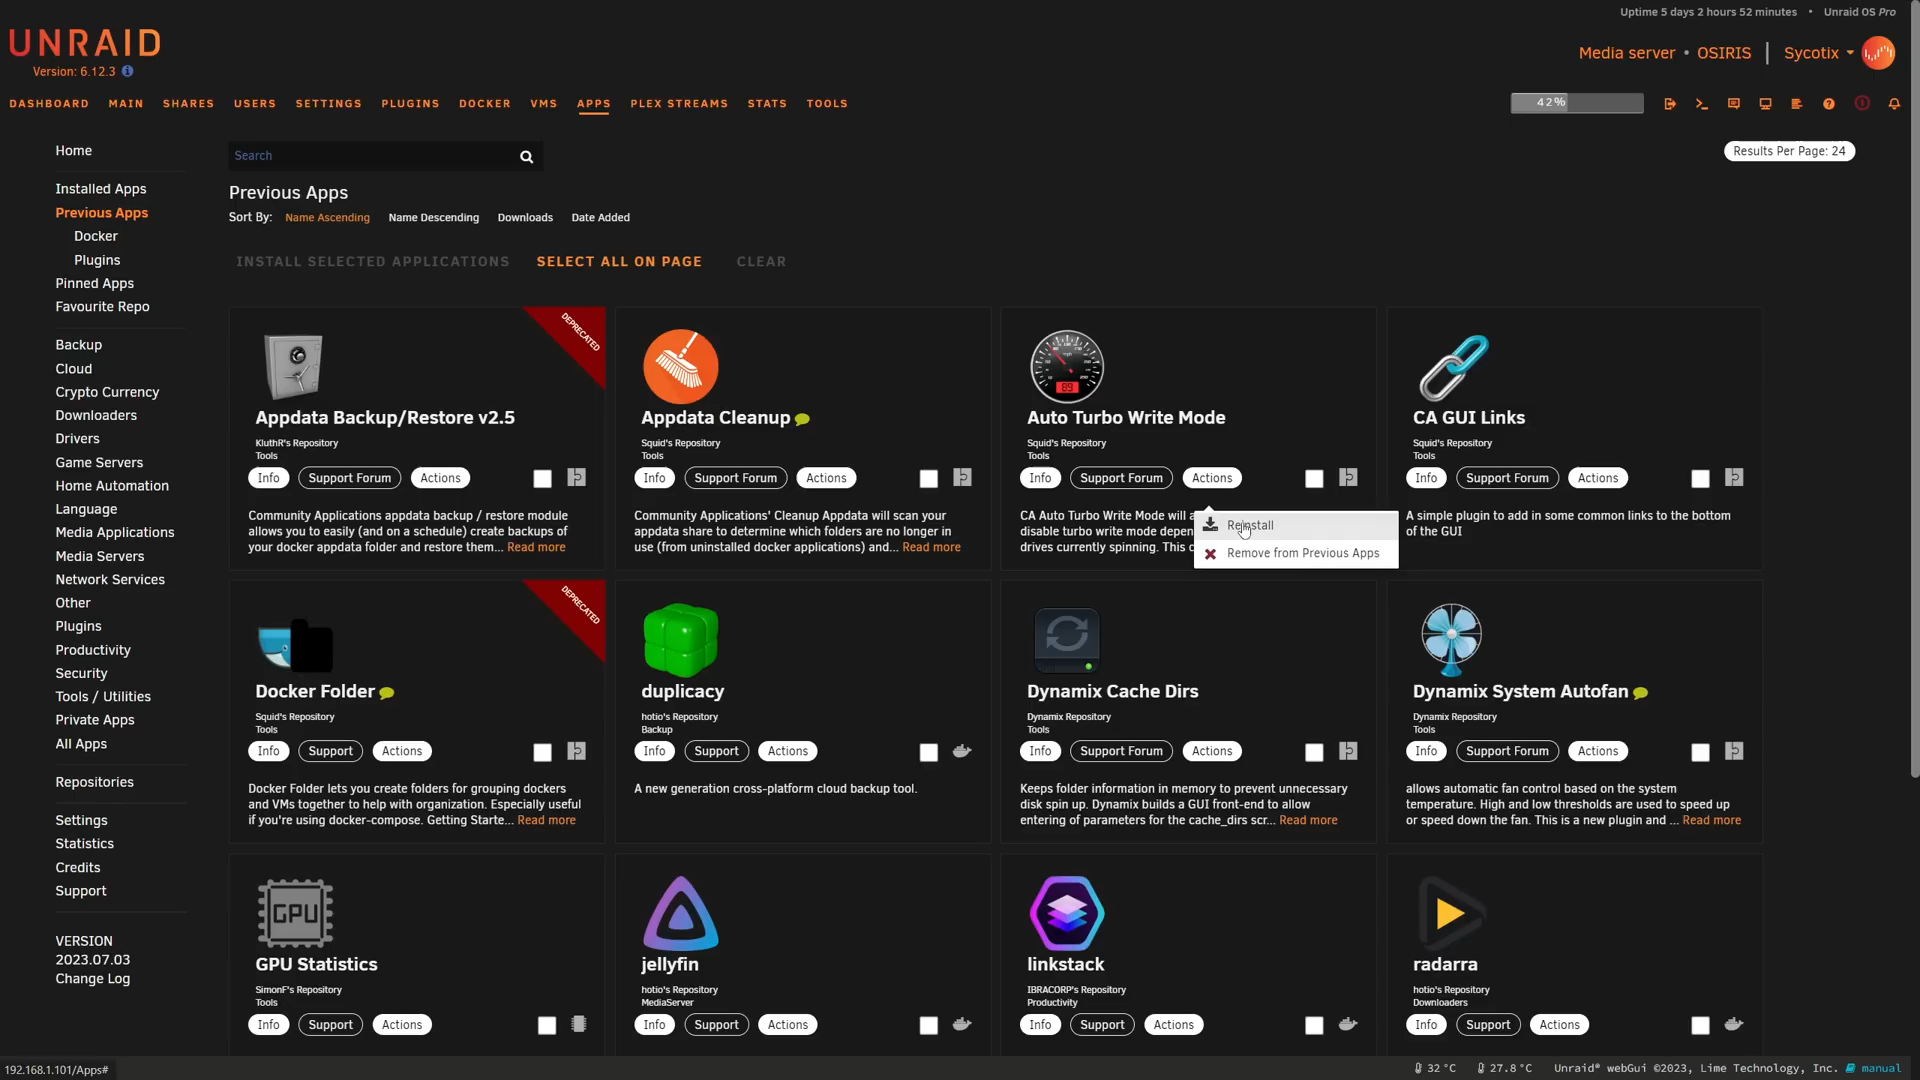 Uptime 5 days 2 hours 52 minutes • Unraid OS Pro
UNRAID
Version: 6.12.3
Media server • OSIRIS | Sycotix
DASHBOARD MAIN SHARES USERS SETTINGS PLUGINS DOCKER VMS APPS PLEX STREAMS STATS TOOLS
42%
Home
Installed Apps
Previous Apps
Docker
Plugins
Pinned Apps
Favourite Repo
Backup
Cloud
Crypto Currency
Downloaders
Drivers
Game Servers
Home Automation
Language
Media Applications
Media Servers
Network Services
Other
Plugins
Productivity
Security
Tools / Utilities
Private Apps
All Apps
Repositories
Settings
Statistics
Credits
Support
VERSION
2023.07.03
Change Log
Search
Results Per Page: 24
Previous Apps
Sort By: Name Ascending Name Descending Downloads Date Added
INSTALL SELECTED APPLICATIONS SELECT ALL ON PAGE CLEAR
DEPRECATED
Appdata Backup/Restore v2.5
KluthR's Repository
Tools
Info Support Forum Actions
Community Applications appdata backup / restore module
allows you to easily (and on a schedule) create backups of
your docker appdata folder and restore them... Read more
Appdata Cleanup
Squid's Repository
Tools
Info Support Forum Actions
Community Applications' Cleanup Appdata will scan your
appdata share to determine which folders are no longer in
use (from uninstalled docker applications) and... Read more
89
Auto Turbo Write Mode
Squid's Repository
Tools
Info Support Forum Actions
CA Auto Turbo Write Mode will a
disable turbo write mode depen
drives currently spinning. This c
Reinstall
Remove from Previous Apps
CA GUI Links
Squid's Repository
Tools
Info Support Forum Actions
A simple plugin to add in some common links to the bottom
of the GUI
DEPRECATED
Docker Folder
Squid's Repository
Tools
Info Support Actions
Docker Folder lets you create folders for grouping dockers
and VMs together to help with organization. Especially useful
if you're using docker-compose. Getting Starte... Read more
duplicacy
hotio's Repository
Backup
Info Support Actions
A new generation cross-platform cloud backup tool.
Dynamix Cache Dirs
Dynamix Repository
Tools
Info Support Forum Actions
Keeps folder information in memory to prevent unnecessary
disk spin up. Dynamix builds a GUI front-end to allow
entering of parameters for the cache_dirs scr... Read more
Dynamix System Autofan
Dynamix Repository
Tools
Info Support Forum Actions
allows automatic fan control based on the system
temperature. High and low thresholds are used to speed up
or speed down the fan. This is a new plugin and ... Read more
GPU
GPU Statistics
SimonF's Repository
Tools
Info Support Actions
jellyfin
hotio's Repository
MediaServer
Info Support Actions
linkstack
IBRACORP's Repository
Productivity
Info Support Actions
radarra
hotio's Repository
Downloaders
Info Support Actions
192.168.1.101/Apps#
32 °C 27.8 °C Unraid® webGui ©2023, Lime Technology, Inc. manual